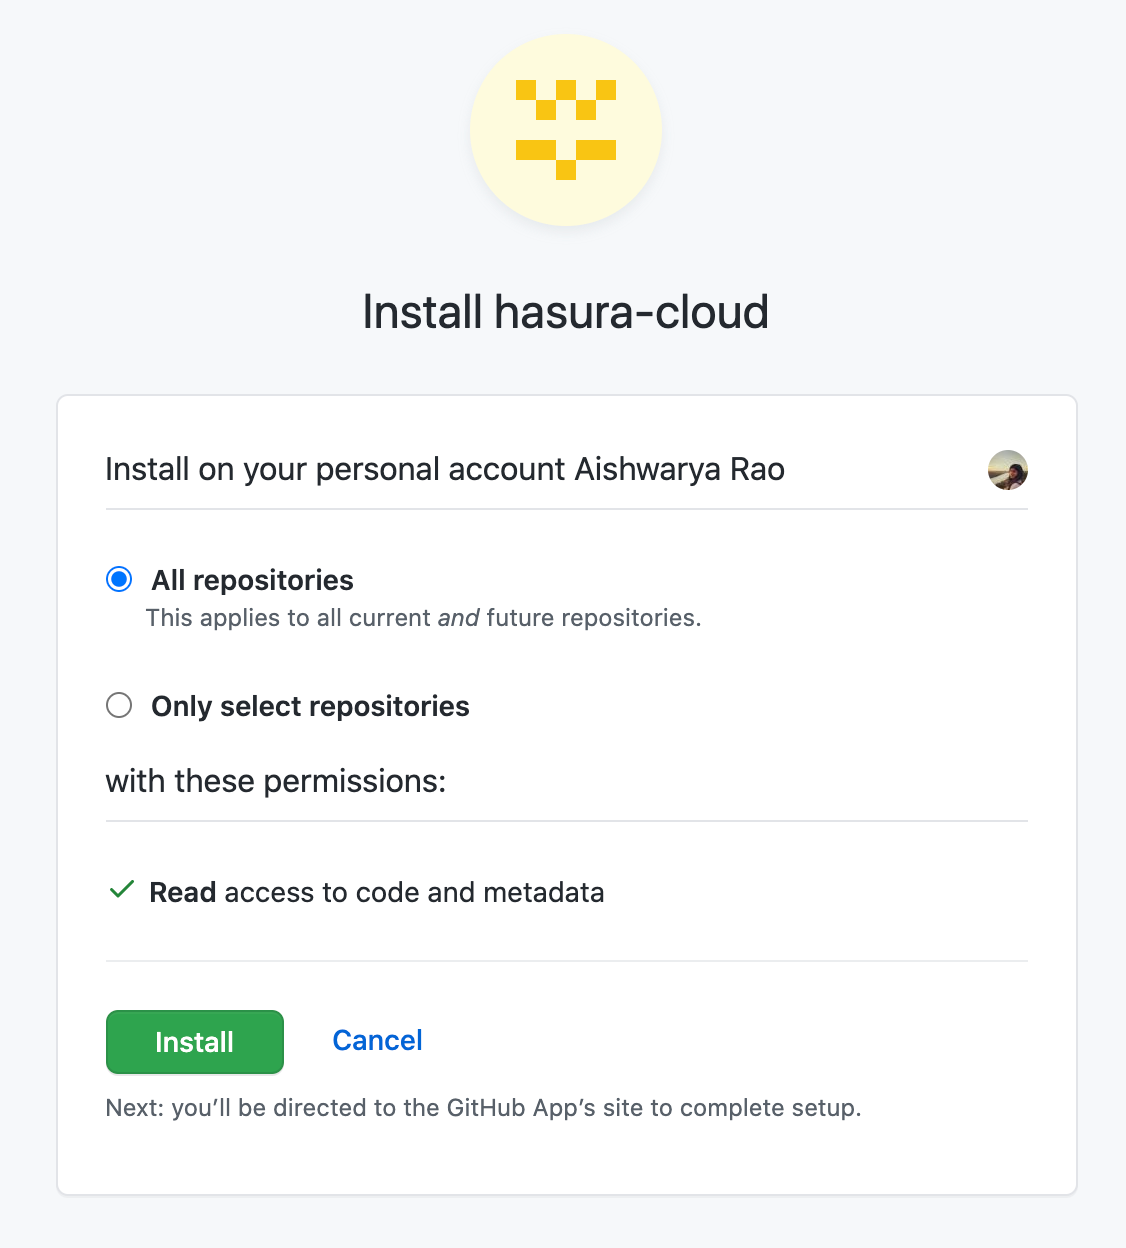 Install hasura-cloud
Install on your personal account Aishwarya Rao
All repositories
This applies to all current and future repositories.
Only select repositories
with these permissions:
Read access to code and metadata
Install
Cancel
Next: you’ll be directed to the GitHub App’s site to complete setup.